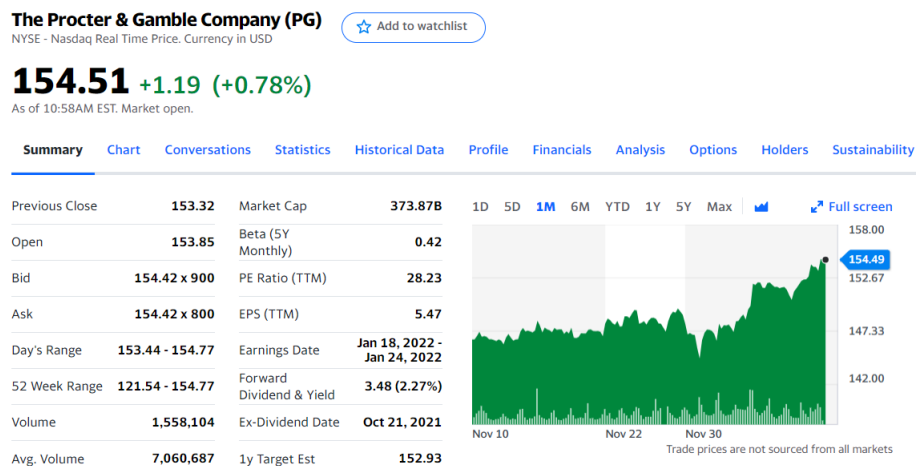 The Procter & Gamble Company (PG)
NYSE - Nasdaq Real Time Price. Currency in USD
Add to watchlist
154.51 +1.19 (+0.78%)
As of 10:58AM EST. Market open.
Summary Chart Conversations Statistics Historical Data Profile Financials Analysis Options Holders Sustainability
Previous Close 153.32
Open 153.85
Bid 154.42 x 900
Ask 154.42 x 800
Day's Range 153.44 - 154.77
52 Week Range 121.54 - 154.77
Volume 1,558,104
Avg. Volume 7,060,687
Market Cap 373.87B
Beta (5Y
Monthly) 0.42
PE Ratio (TTM) 28.23
EPS (TTM) 5.47
Earnings Date Jan 18, 2022 -
Jan 24, 2022
Forward
Dividend & Yield 3.48 (2.27%)
Ex-Dividend Date Oct 21, 2021
1y Target Est 152.93
1D 5D 1M 6M YTD 1Y 5Y Max Full screen
158.00
154.49
152.67
147.33
142.00
Nov 10 Nov 22 Nov 30
Trade prices are not sourced from all markets